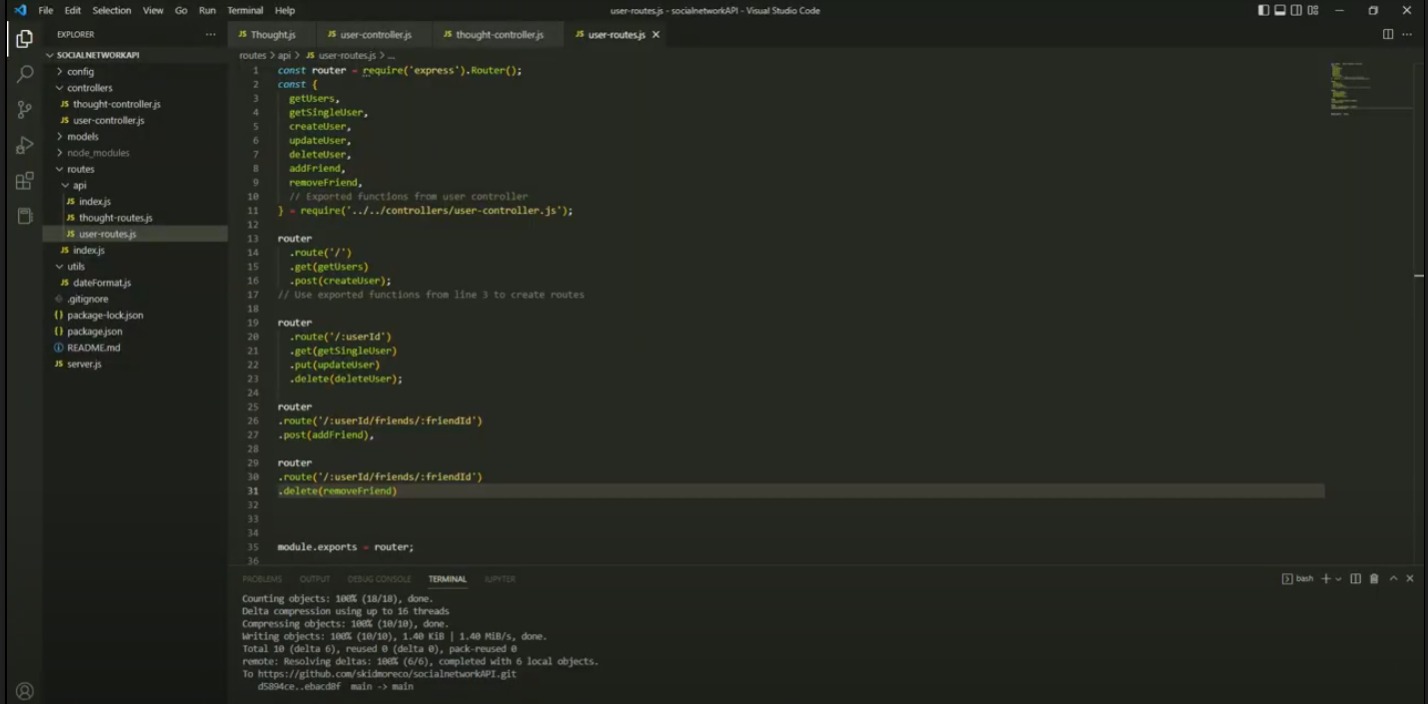 File Edit Selection View Go Run Terminal Help
user-routes.js - socialnetworkAPI - Visual Studio Code
EXPLORER
SOCIALNETWORKAPI
config
controllers
JS thought-controller.js
JS user-controller.js
models
node_modules
routes
api
JS index.js
JS thought-routes.js
JS user-routes.js
JS index.js
utils
JS dateFormat.js
.gitignore
{} package-lock.json
{} package.json
README.md
JS server.js
JS Thought.js JS user-controller.js JS thought-controller.js JS user-routes.js
routes > api > JS user-routes.js > ...
1 const router = require('express').Router();
2 const {
3 getUsers,
4 getSingleUser,
5 createUser,
6 updateUser,
7 deleteUser,
8 addFriend,
9 removeFriend,
10 // Exported functions from user controller
11 } = require('../../controllers/user-controller.js');
12
13 router
14 .route('/')
15 .get(getUsers)
16 .post(createUser);
17 // Use exported functions from line 3 to create routes
18
19 router
20 .route('/:userId')
21 .get(getSingleUser)
22 .put(updateUser)
23 .delete(deleteUser);
24
25 router
26 .route('/:userId/friends/:friendId')
27 .post(addFriend),
28
29 router
30 .route('/:userId/friends/:friendId')
31 .delete(removeFriend)
32
33
34
35 module.exports = router;
36
PROBLEMS OUTPUT DEBUG CONSOLE TERMINAL JUPYTER
bash
Counting objects: 100% (18/18), done.
Delta compression using up to 16 threads
Compressing objects: 100% (10/10), done.
Writing objects: 100% (10/10), 1.40 KiB | 1.40 MiB/s, done.
Total 10 (delta 6), reused 0 (delta 0), pack-reused 0
remote: Resolving deltas: 100% (6/6), completed with 6 local objects.
To https://github.com/skidmoreco/socialnetworkAPI.git
d5894ce..ebacd8f main -> main